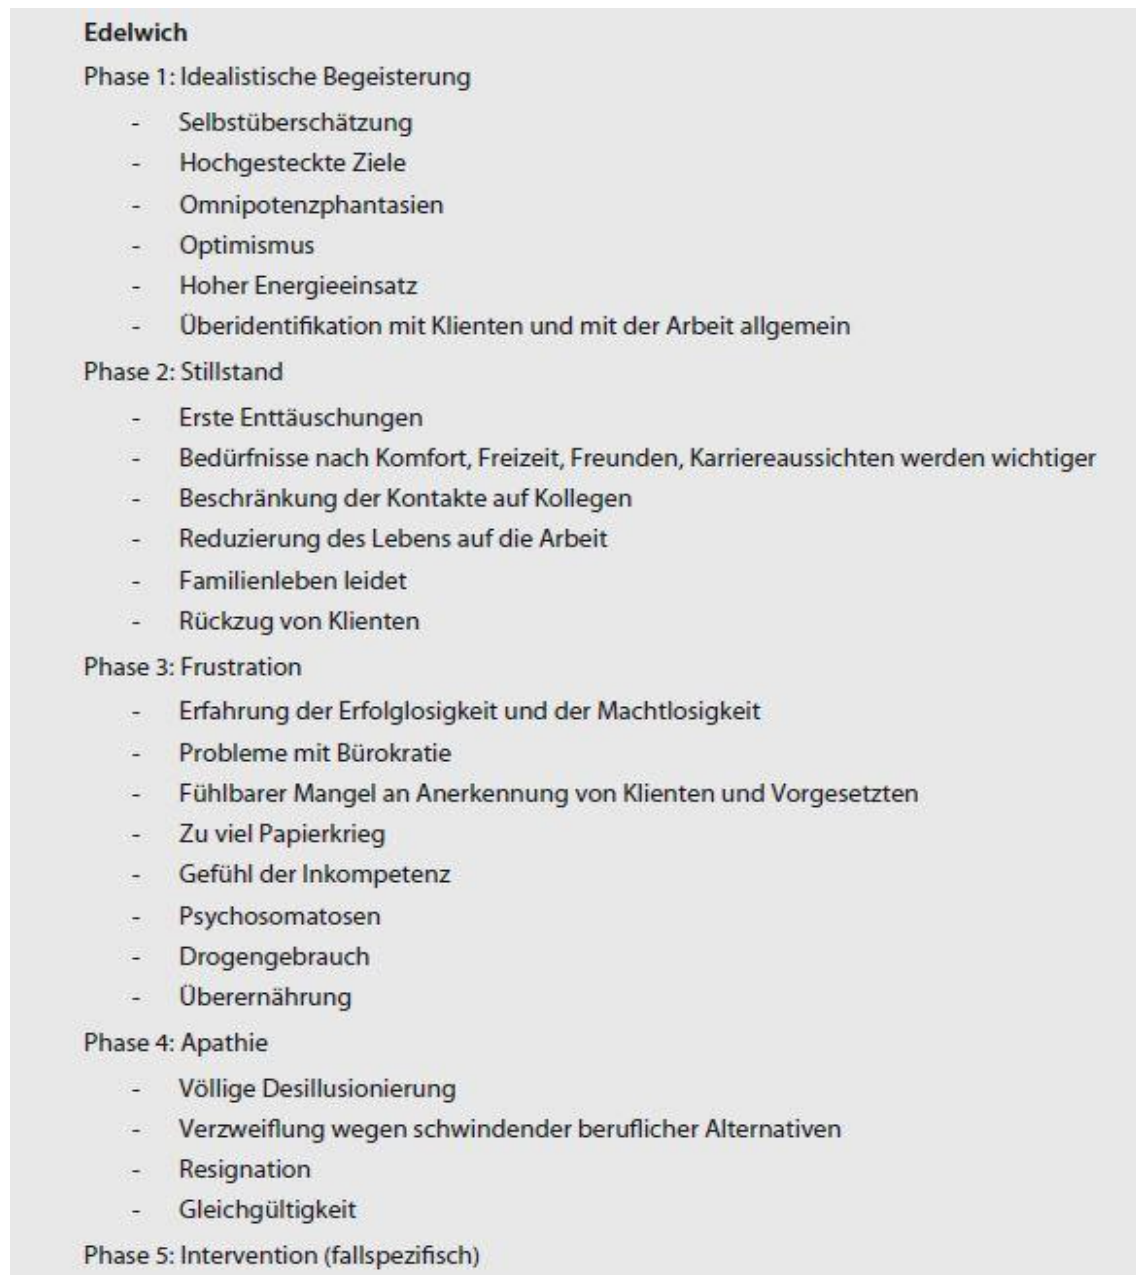 Edelwich
Phase 1: Idealistische Begeisterung
- Selbstüberschätzung
- Hochgesteckte Ziele
- Omnipotenzphantasien
- Optimismus
- Hoher Energieeinsatz
- Überidentifikation mit Klienten und mit der Arbeit allgemein
Phase 2: Stillstand
- Erste Enttäuschungen
- Bedürfnisse nach Komfort, Freizeit, Freunden, Karriereaussichten werden wichtiger
- Beschränkung der Kontakte auf Kollegen
- Reduzierung des Lebens auf die Arbeit
- Familienleben leidet
- Rückzug von Klienten
Phase 3: Frustration
- Erfahrung der Erfolglosigkeit und der Machtlosigkeit
- Probleme mit Bürokratie
- Fühlbarer Mangel an Anerkennung von Klienten und Vorgesetzten
- Zu viel Papierkrieg
- Gefühl der Inkompetenz
- Psychosomatosen
- Drogengebrauch
- Überernährung
Phase 4: Apathie
- Völlige Desillusionierung
- Verzweiflung wegen schwindender beruflicher Alternativen
- Resignation
- Gleichgültigkeit
Phase 5: Intervention (fallspezifisch)